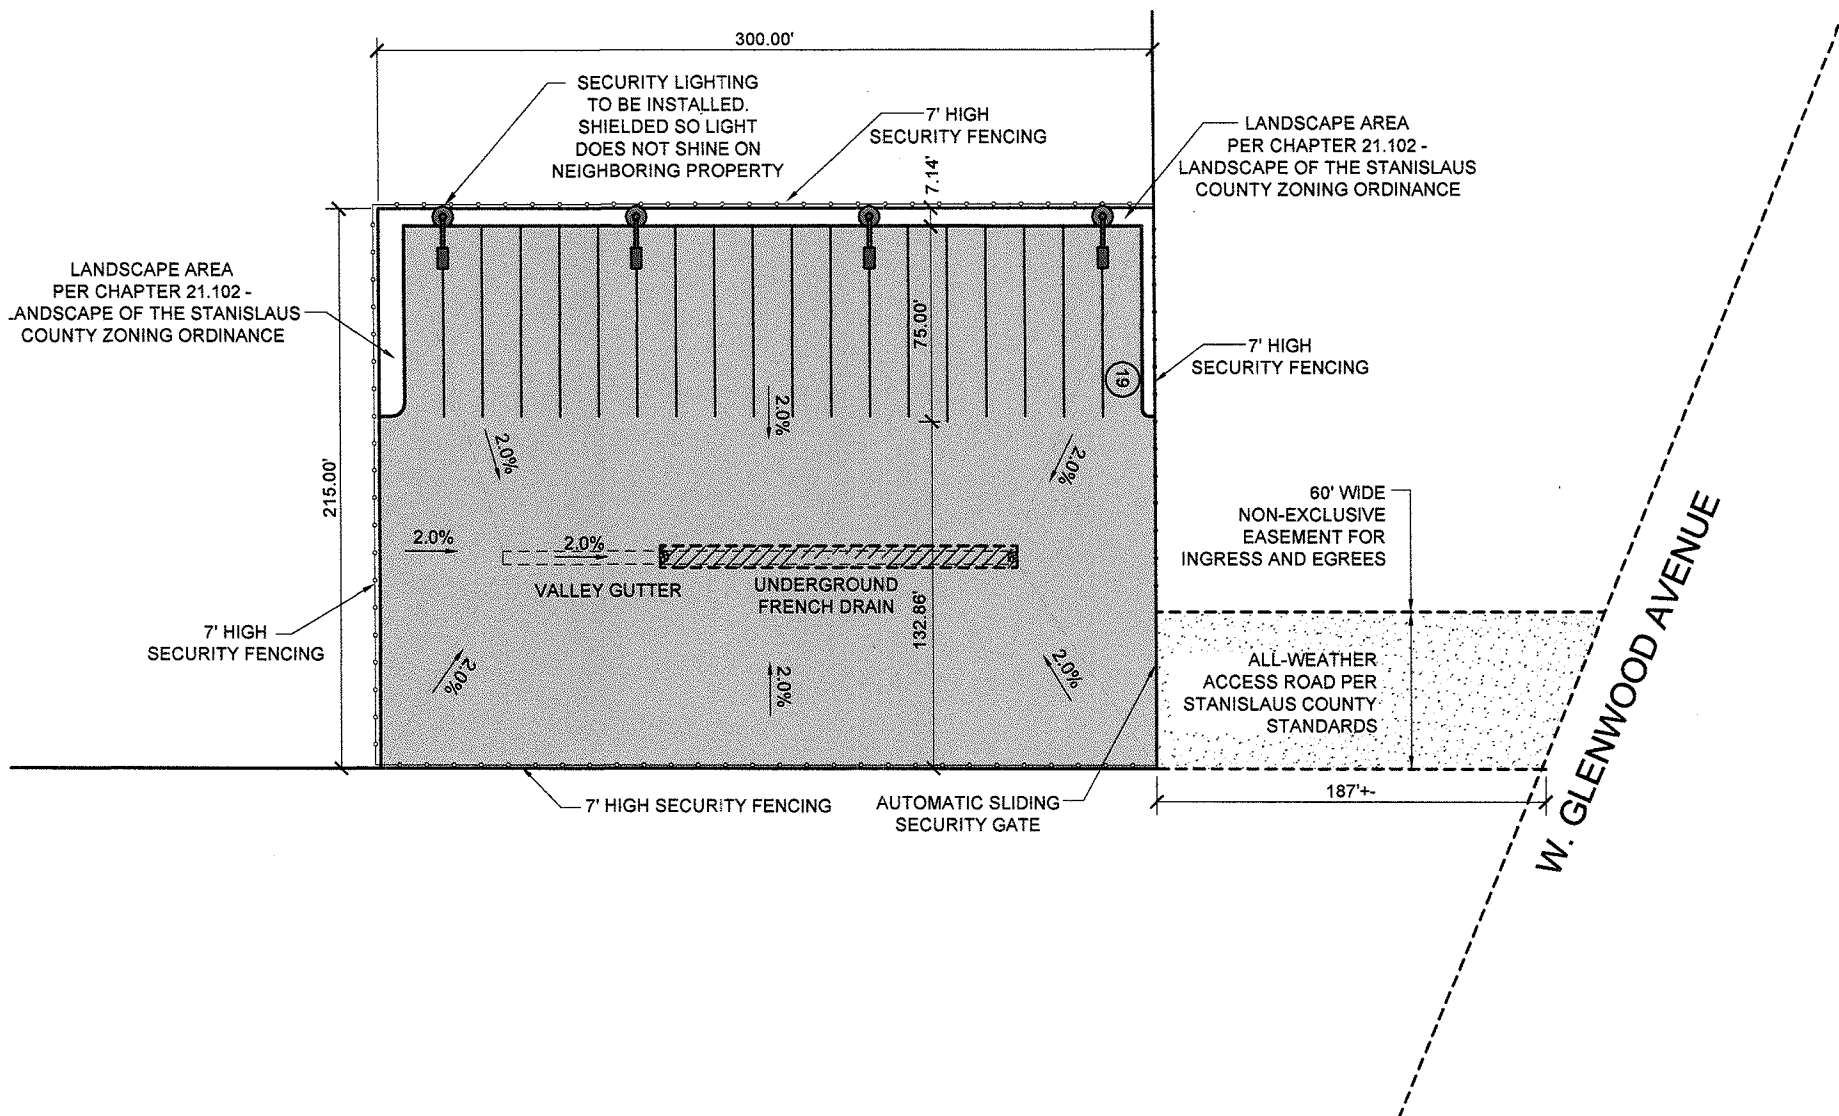 300.00'
SECURITY LIGHTING
TO BE INSTALLED.
SHIELDED SO LIGHT
DOES NOT SHINE ON
NEIGHBORING PROPERTY
7' HIGH
SECURITY FENCING
7.14'
LANDSCAPE AREA
PER CHAPTER 21.102 -
LANDSCAPE OF THE STANISLAUS
COUNTY ZONING ORDINANCE
LANDSCAPE AREA
PER CHAPTER 21.102 -
LANDSCAPE OF THE STANISLAUS
COUNTY ZONING ORDINANCE
75.00'
19
7' HIGH
SECURITY FENCING
2.0%
2.0%
2.0%
215.00'
2.0%
2.0%
VALLEY GUTTER
UNDERGROUND
FRENCH DRAIN
132.86'
60' WIDE
NON-EXCLUSIVE
EASEMENT FOR
INGRESS AND EGREES
7' HIGH
SECURITY FENCING
2.0%
2.0%
2.0%
ALL-WEATHER
ACCESS ROAD PER
STANISLAUS COUNTY
STANDARDS
W. GLENWOOD AVENUE
7' HIGH SECURITY FENCING
AUTOMATIC SLIDING
SECURITY GATE
187'+-